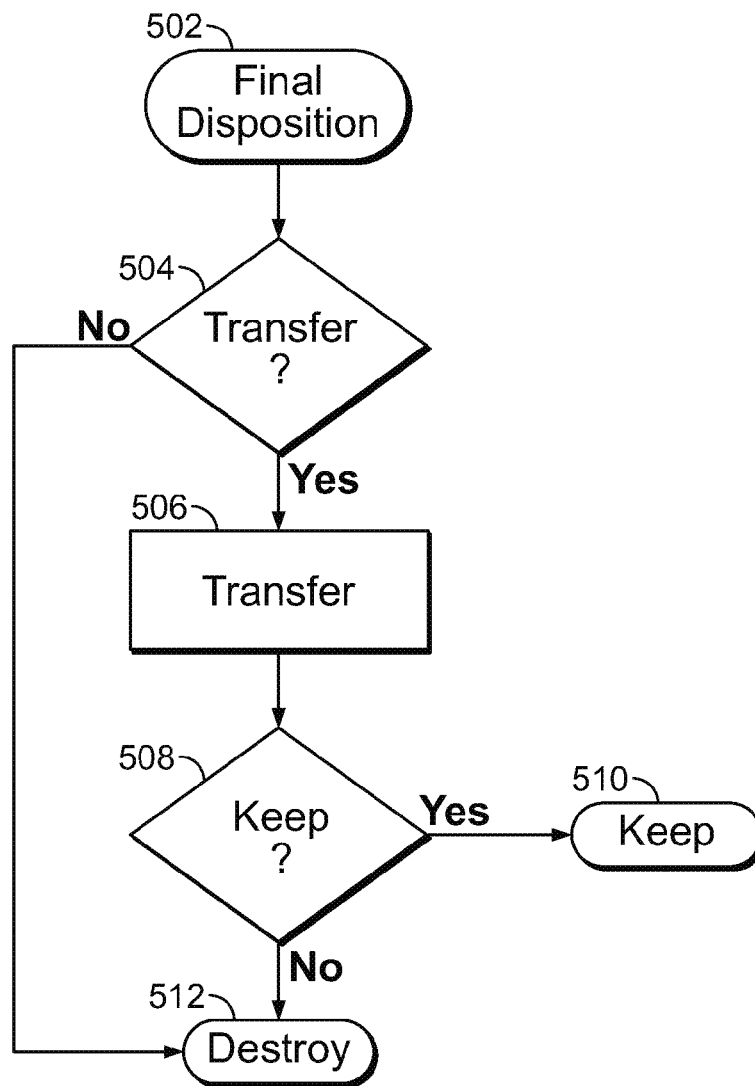 502
Final
Disposition
504
No
Transfer
?
Yes
506
Transfer
508
Keep
?
Yes
510
Keep
No
512
Destroy